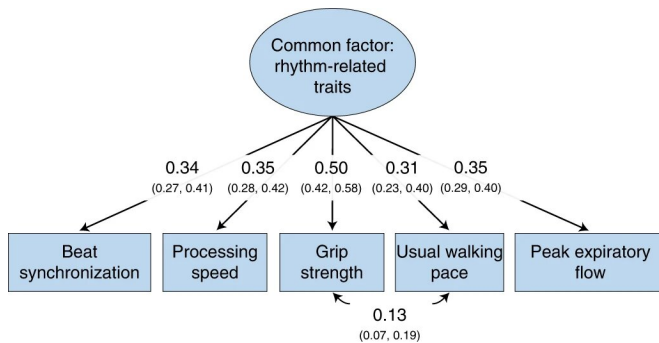 Common factor:
rhythm-related
traits
0.34 0.35 0.50 0.31 0.35
(0.27, 0.41) (0.28, 0.42) (0.42, 0.58) (0.23, 0.40) (0.29, 0.40)
Beat Processing Grip Usual walking Peak expiratory
synchronization speed strength pace flow
0.13
(0.07, 0.19)